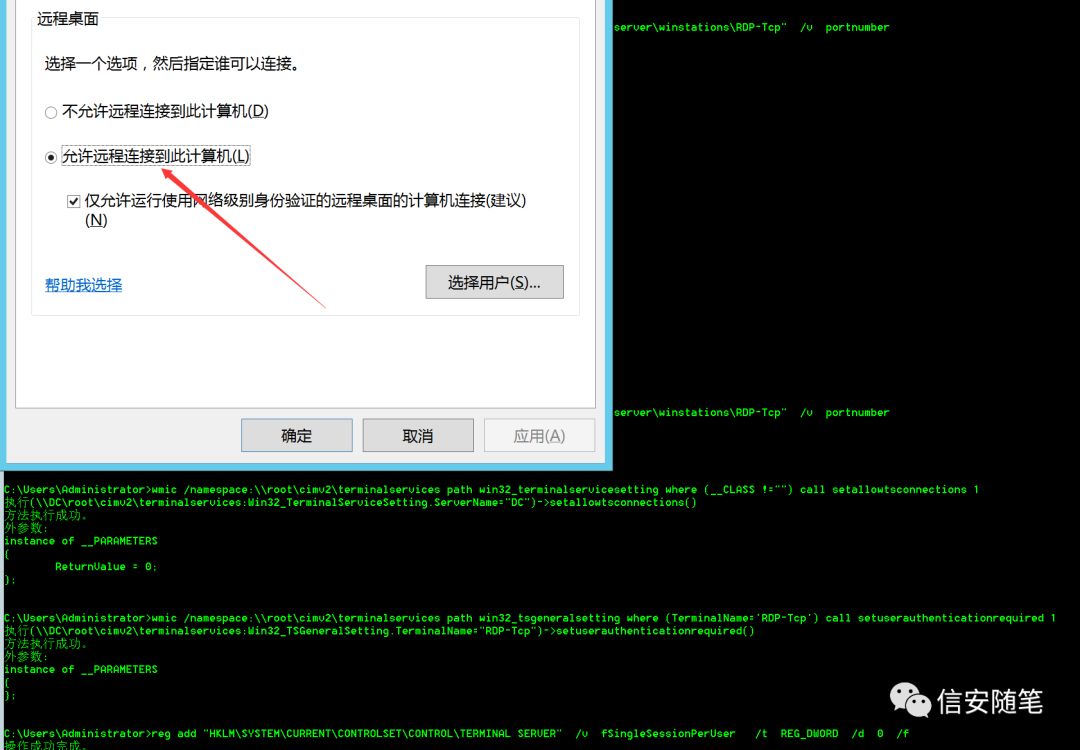 远程桌面
选择一个选项，然后指定谁可以连接。
不允许远程连接到此计算机(D)
允许远程连接到此计算机(L)
仅允许运行使用网络级别身份验证的远程桌面的计算机连接(建议)
(N)
帮助我选择
选择用户(S)...
确定
取消
应用(A)
server\winstations\RDP-Tcp" /v portnumber
server\winstations\RDP-Tcp" /v portnumber
C:\Users\Administrator>wmic /namespace:\\root\cimv2\terminalservices path win32_terminalservicesetting where (__CLASS !="") call setallowtsconnections 1
执行(\\DC\root\cimv2\terminalservices:Win32_TerminalServiceSetting.ServerName="DC")->setallowtsconnections()
方法执行成功。
外参数:
instance of __PARAMETERS
{
ReturnValue = 0;
};
C:\Users\Administrator>wmic /namespace:\\root\cimv2\terminalservices path win32_tsgeneralsetting where (TerminalName='RDP-Tcp') call setuserauthenticationrequired 1
执行(\\DC\root\cimv2\terminalservices:Win32_TSGeneralSetting.TerminalName="RDP-Tcp")->setuserauthenticationrequired()
方法执行成功。
外参数:
instance of __PARAMETERS
{
};
C:\Users\Administrator>reg add "HKLM\SYSTEM\CURRENT\CONTROLSET\CONTROL\TERMINAL SERVER" /v fSingleSessionPerUser /t REG_DWORD /d 0 /f
操作成功完成。
信安随笔